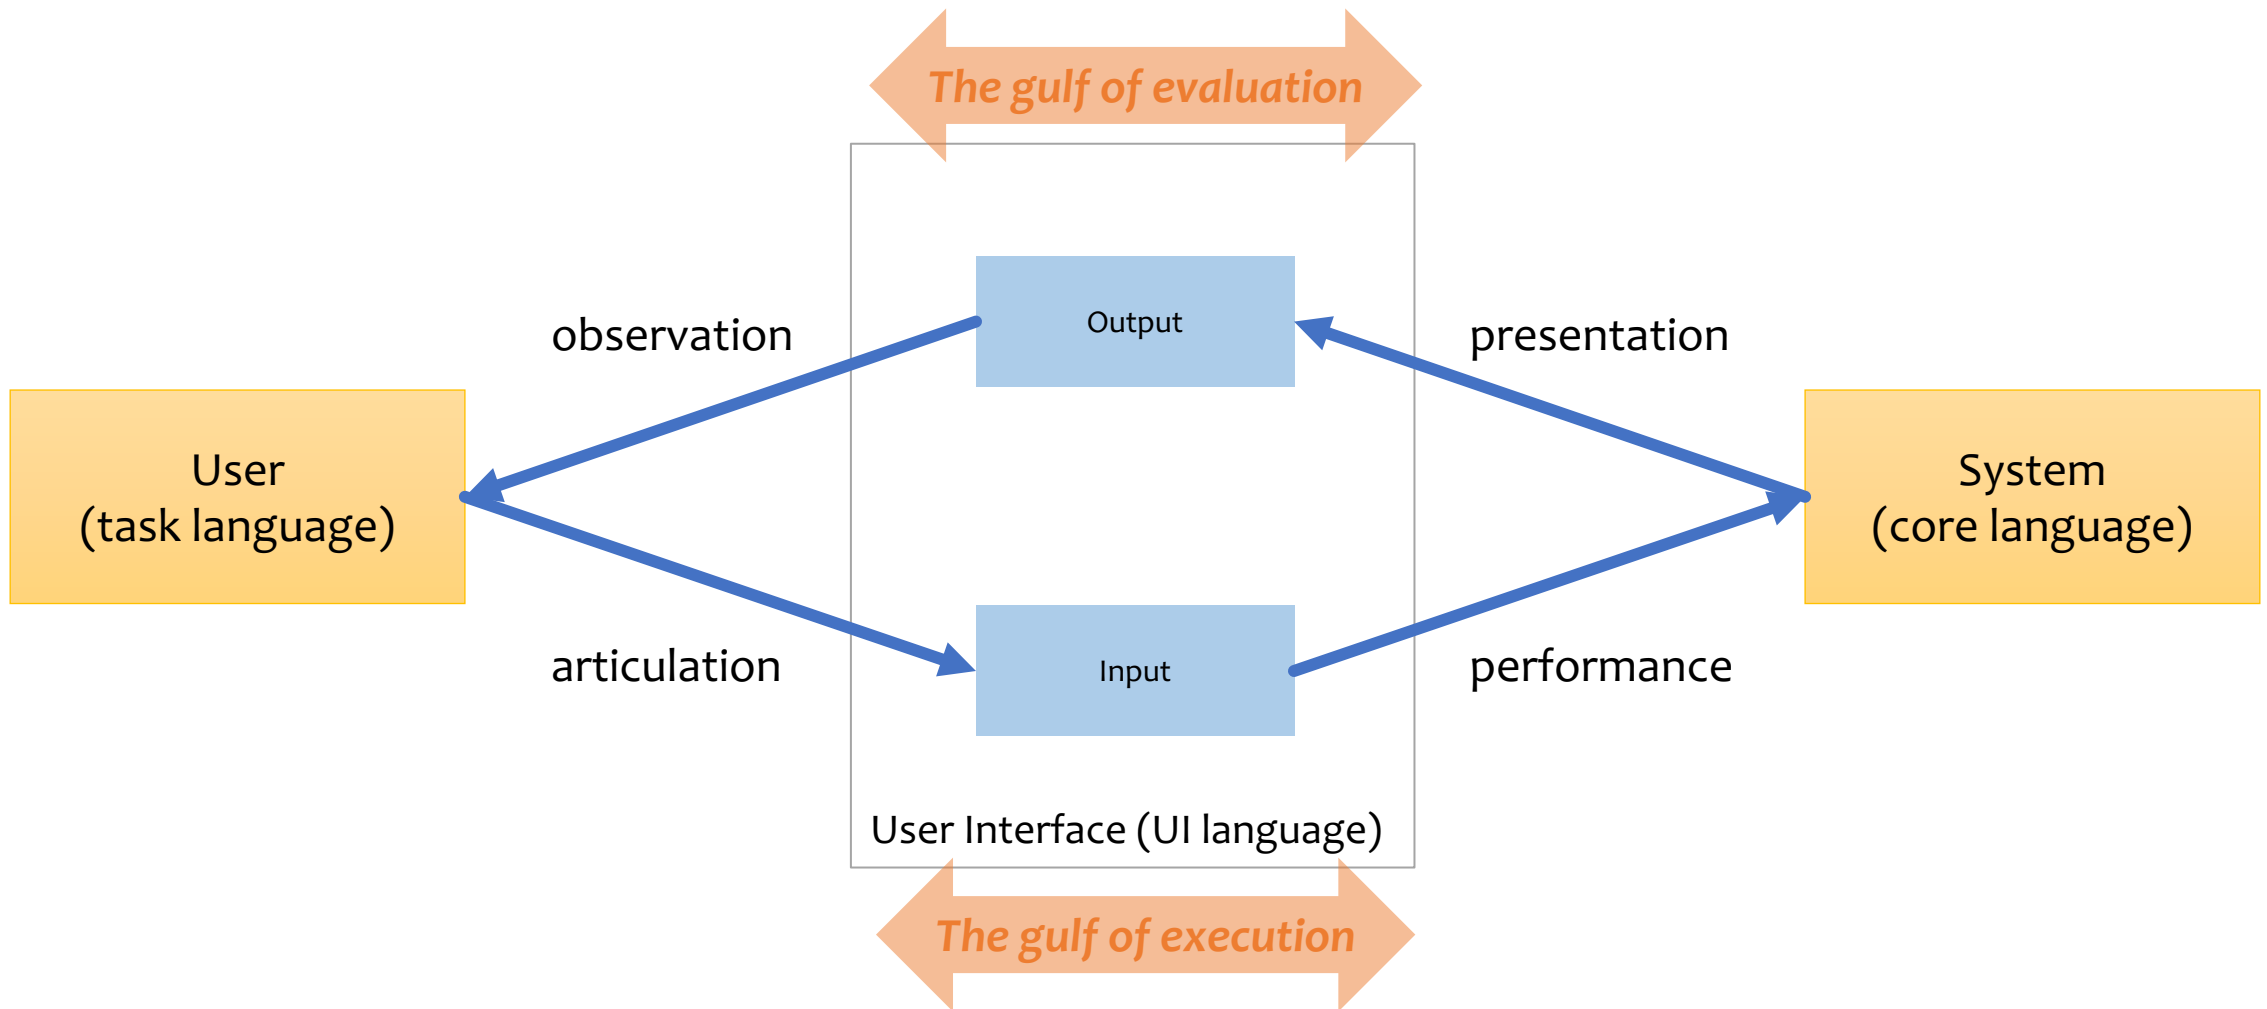 The gulf of evaluation
Output
observation
presentation
User
(task language)
System
(core language)
articulation
Input
performance
User Interface (UI language)
The gulf of execution